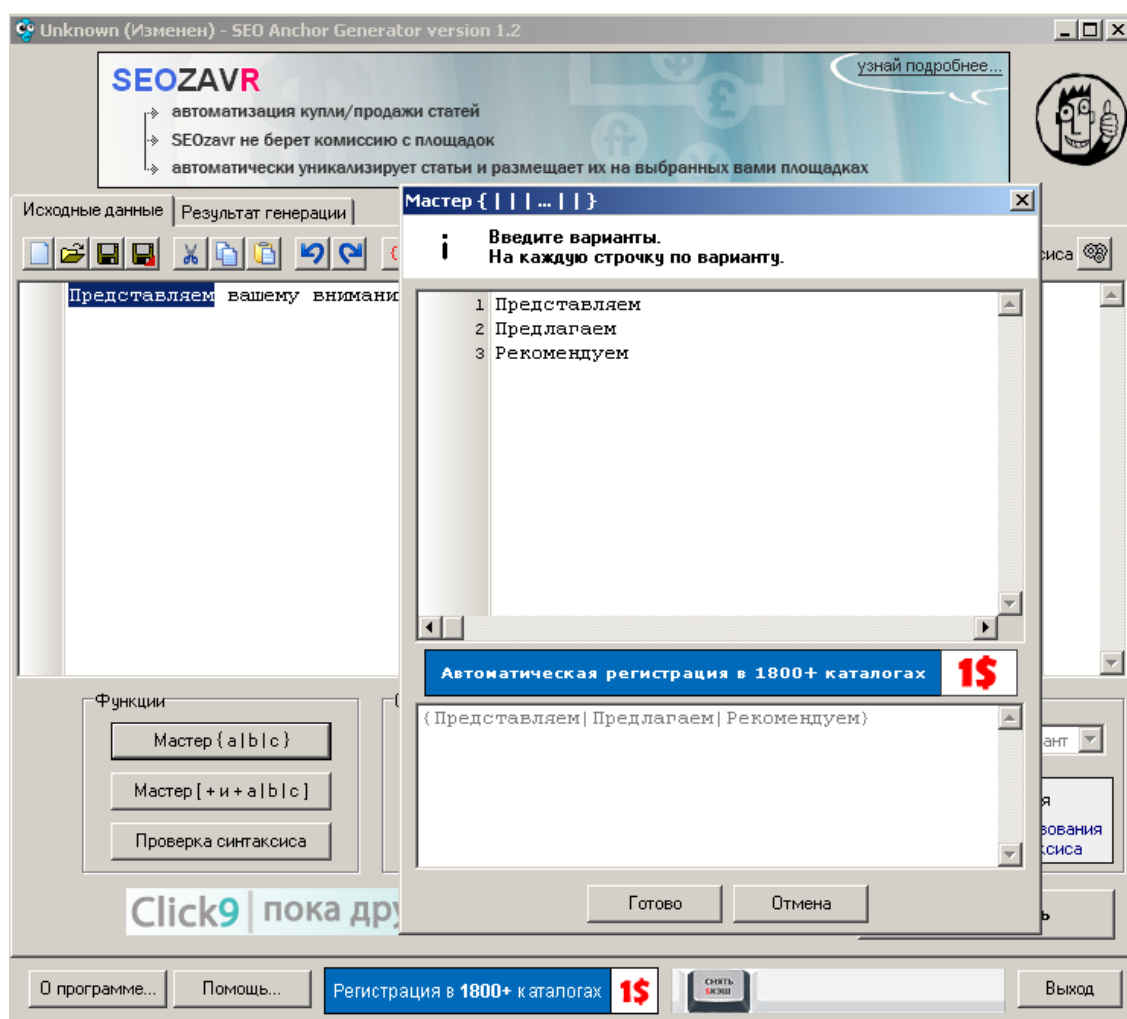 Unknown (Изменен) - SEO Anchor Generator version 1.2
SEOZAVR
узнай подробнее...
автоматизация купли/продажи статей
SEOzavr не берет комиссию с площадок
автоматически уникализирует статьи и размещает их на выбранных вами площадках
Исходные данные
Результат генерации
Мастер { | | | ... | | }
Введите варианты.
На каждую строчку по варианту.
Представляем вашему внимани
1 Представляем
2 Предлагаем
3 Рекомендуем
Автоматическая регистрация в 1800+ каталогах 1$
{Представляем|Предлагаем|Рекомендуем}
Функции
Мастер { a | b | c }
Мастер [ + и + a | b | c ]
Проверка синтаксиса
Готово
Отмена
Click9 пока
О программе...
Помощь...
Регистрация в 1800+ каталогах 1$
снять
Выход